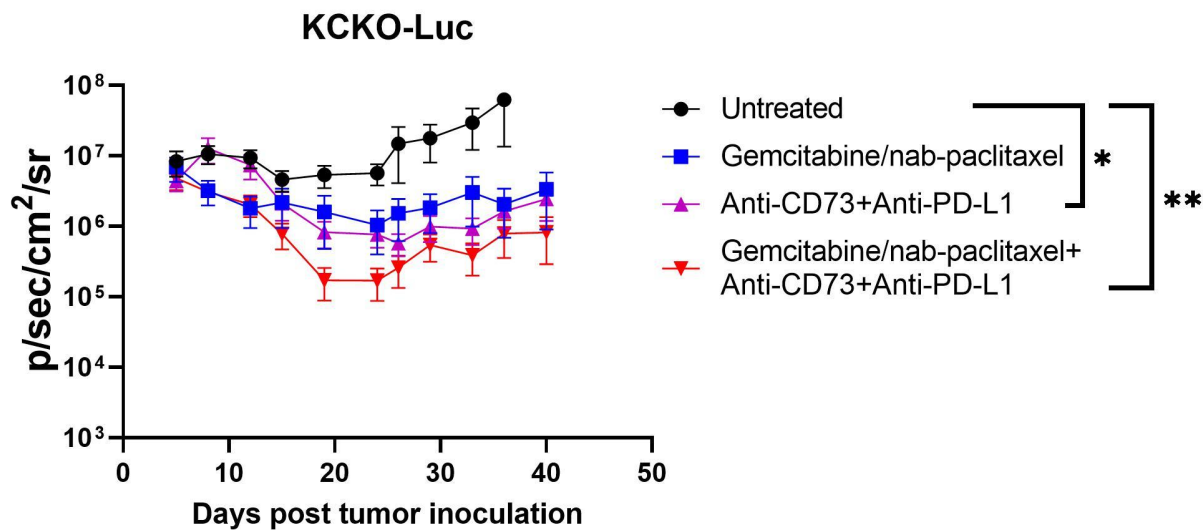 KCKO-Luc
p/sec/cm²/sr
10⁸
10⁷
10⁶
10⁵
10⁴
10³
0 10 20 30 40 50
Days post tumor inoculation
Untreated
Gemcitabine/nab-paclitaxel
Anti-CD73+Anti-PD-L1
Gemcitabine/nab-paclitaxel+
Anti-CD73+Anti-PD-L1
*
**